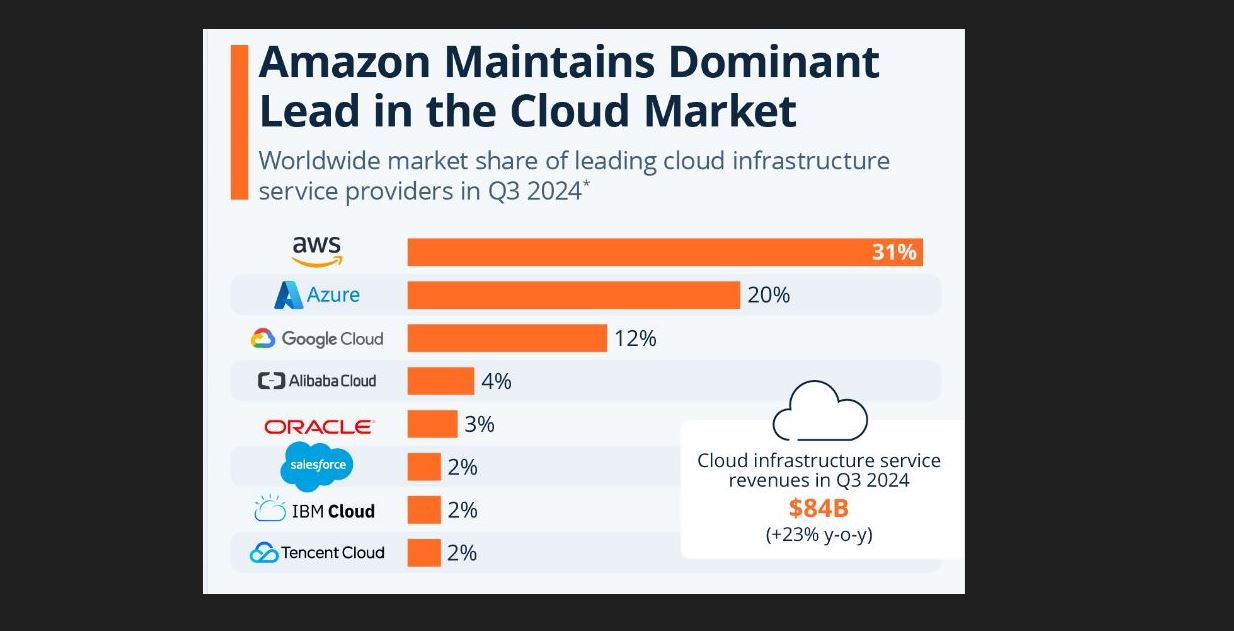 Amazon Maintains Dominant
Lead in the Cloud Market
Worldwide market share of leading cloud infrastructure
service providers in Q3 2024*
aws
31%
Azure
20%
Google Cloud
12%
Alibaba Cloud
4%
ORACLE
3%
salesforce
2%
IBM Cloud
2%
Tencent Cloud
2%
Cloud infrastructure service
revenues in Q3 2024
$84B
(+23% y-o-y)